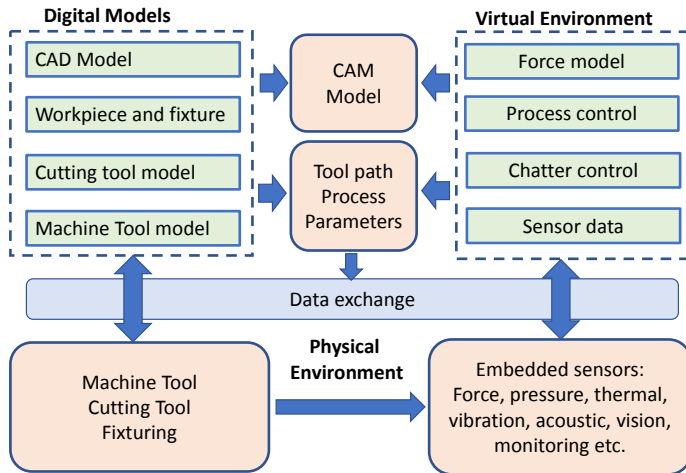 Digital Models
CAD Model
Workpiece and fixture
Cutting tool model
Machine Tool model
CAM
Model
Tool path
Process
Parameters
Virtual Environment
Force model
Process control
Chatter control
Sensor data
Data exchange
Machine Tool
Cutting Tool
Fixturing
Physical
Environment
Embedded sensors:
Force, pressure, thermal,
vibration, acoustic, vision,
monitoring etc.